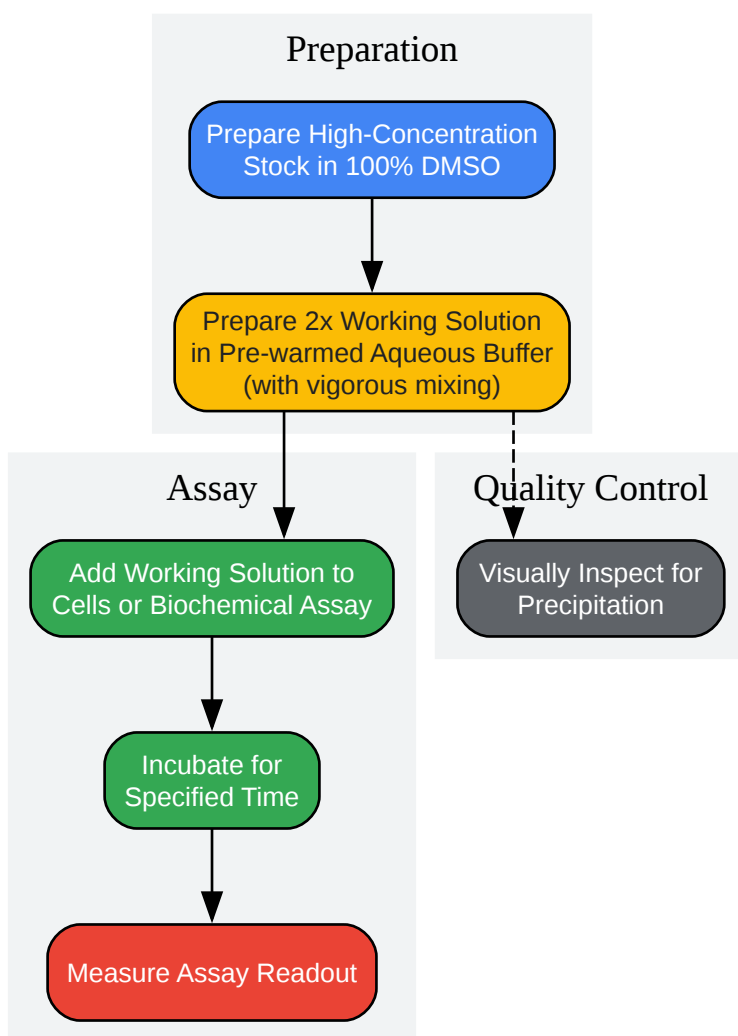 Preparation
Prepare High-Concentration
Stock in 100% DMSO
Prepare 2x Working Solution
in Pre-warmed Aqueous Buffer
(with vigorous mixing)
Assay
Add Working Solution to
Cells or Biochemical Assay
Incubate for
Specified Time
Measure Assay Readout
Quality Control
Visually Inspect for
Precipitation